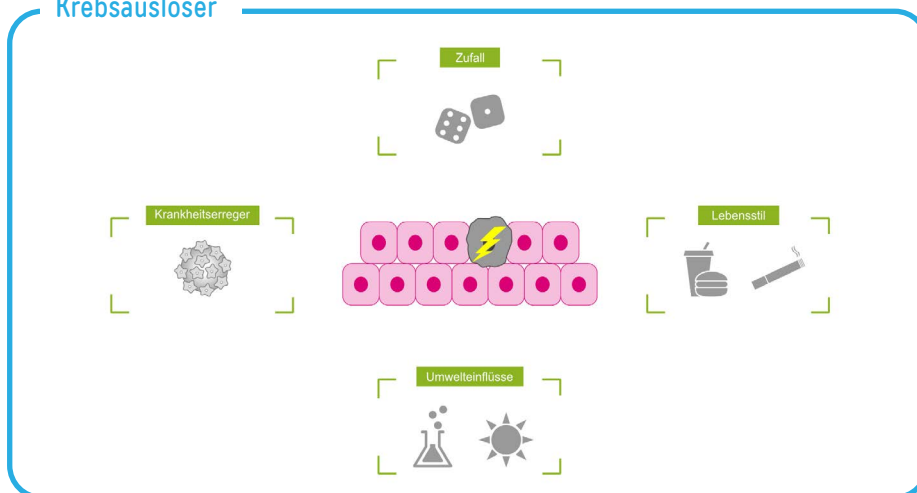 Krebsauslöser
Zufall
Krankheitserreger
Lebensstil
Umwelteinflüsse